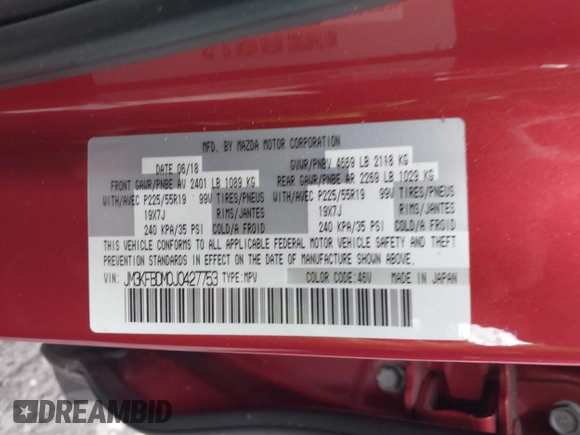 MFD. BY MAZDA MOTOR CORPORATION
DATE 06/18 GVWR/PNBV 4669 LB 2118 KG
FRONT GAWR/PNBE AV 2401 LB 1089 KG REAR GAWR/PNBE AR 2269 LB 1029 KG
WITH/AVEC P225/55R19 99V TIRES/PNEUS WITH/AVEC P225/55R19 99V TIRES/PNEUS
19X7J RIMS/JANTES 19X7J RIMS/JANTES
240 KPA/35 PSI COLD/A FROID 240 KPA/35 PSI COLD/A FROID
THIS VEHICLE CONFORMS TO ALL APPLICABLE FEDERAL MOTOR VEHICLE SAFETY AND THEFT
PREVENTION STANDARDS IN EFFECT ON THE DATE OF MANUFACTURE SHOWN ABOVE.
VIN: JM3KFBDM0J0427753 TYPE: MPV COLOR CODE: 46V MADE IN JAPAN
DREAMBID